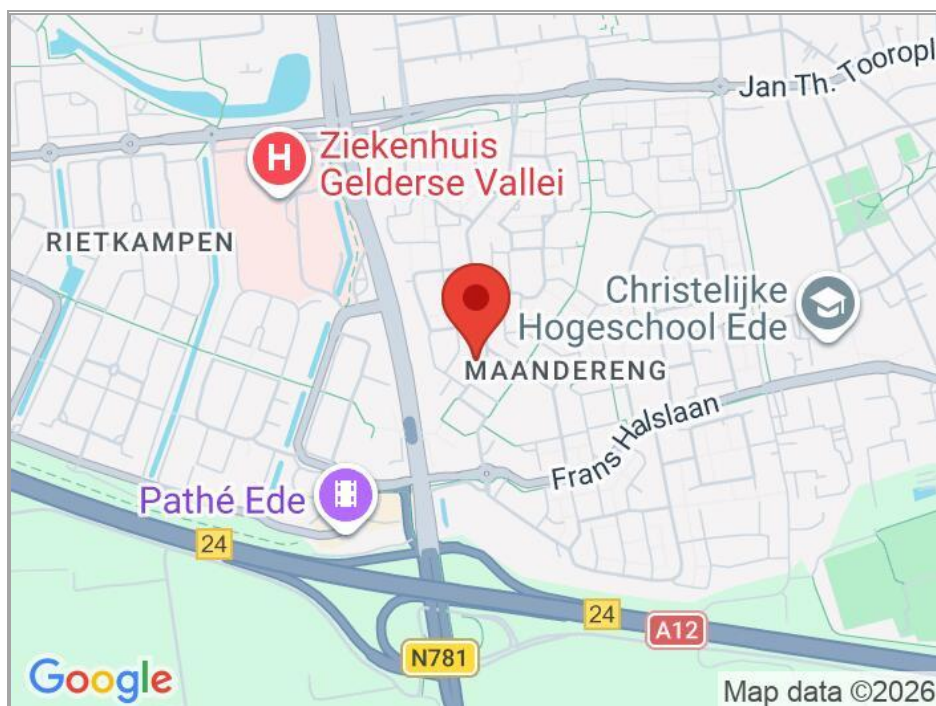 Jan Th. Tooropl
H
Ziekenhuis
Gelderse Vallei
RIETKAMPEN
Christelijke
Hogeschool Ede
MAANDERENG
Frans Halslaan
Pathé Ede
24
24
A12
N781
Google
Map data ©2026